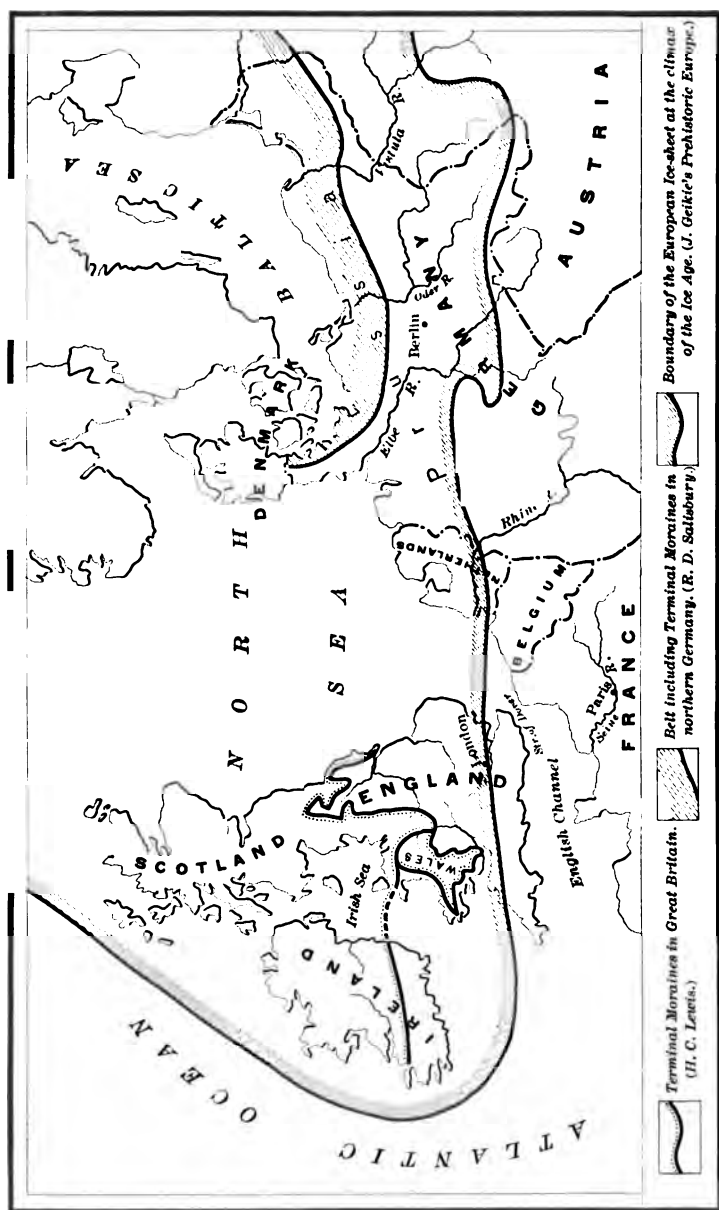 BALTIC SEA
NORTH
SEA
DENMARK
SCOTLAND
ENGLAND
WALES
Irish Sea
IRELAND
ATLANTIC OCEAN
NETHERLANDS
BELGIUM
Prussia
GERMANY
AUSTRIA
FRANCE
Vistula R.
Oder R.
Berlin
Elbe R.
London
English Channel
Paris
Seine R.
Terminal Moraines in Great Britain.
(H. C. Lewis.)
Belt including Terminal Moraines in
northern Germany. (R. D. Salisbury.)
Boundary of the European Ice-sheet at the climax
of the Ice Age. (J. Geikie's Prehistoric Europe.)